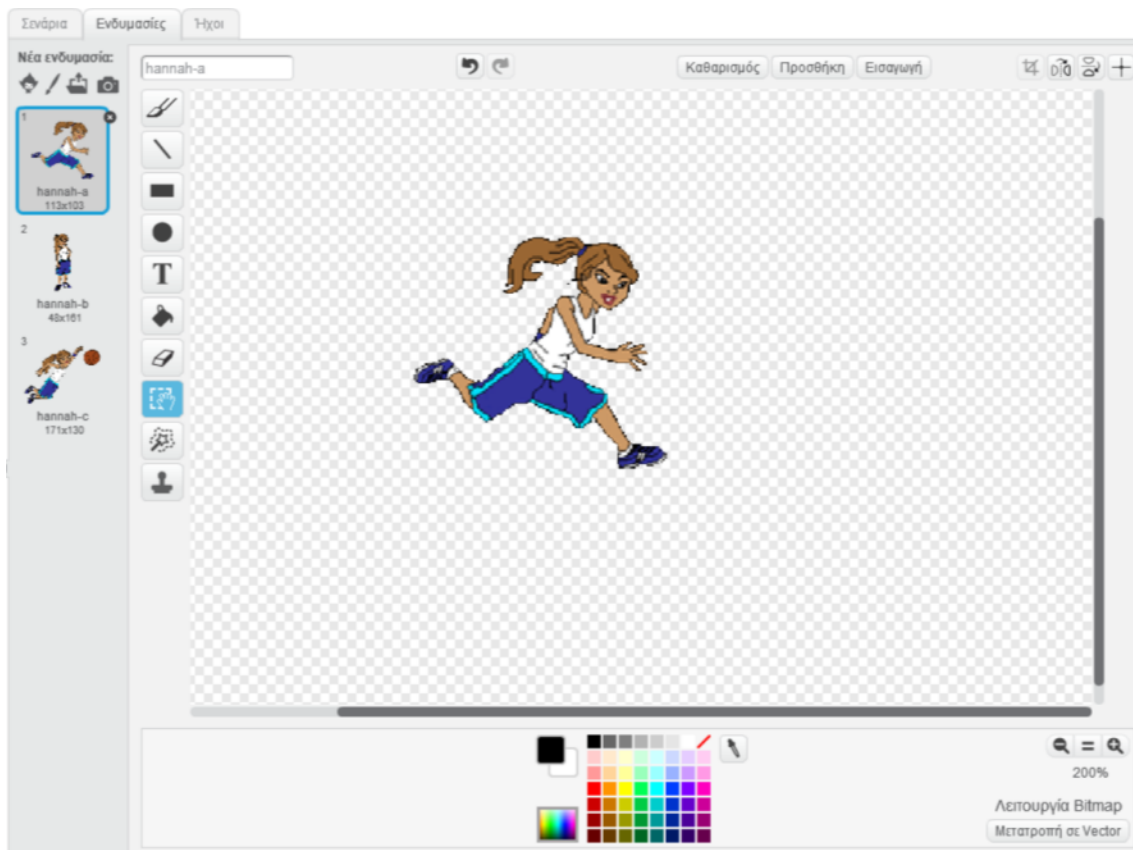 Σενάρια Ενδυμασίες Ήχοι
Νέα ενδυμασία:
hannah-a
Καθαρισμός Προσθήκη Εισαγωγή
1
hannah-a
113x103
2
hannah-b
48x161
3
hannah-c
171x130
T
200%
Λειτουργία Bitmap
Μετατροπή σε Vector